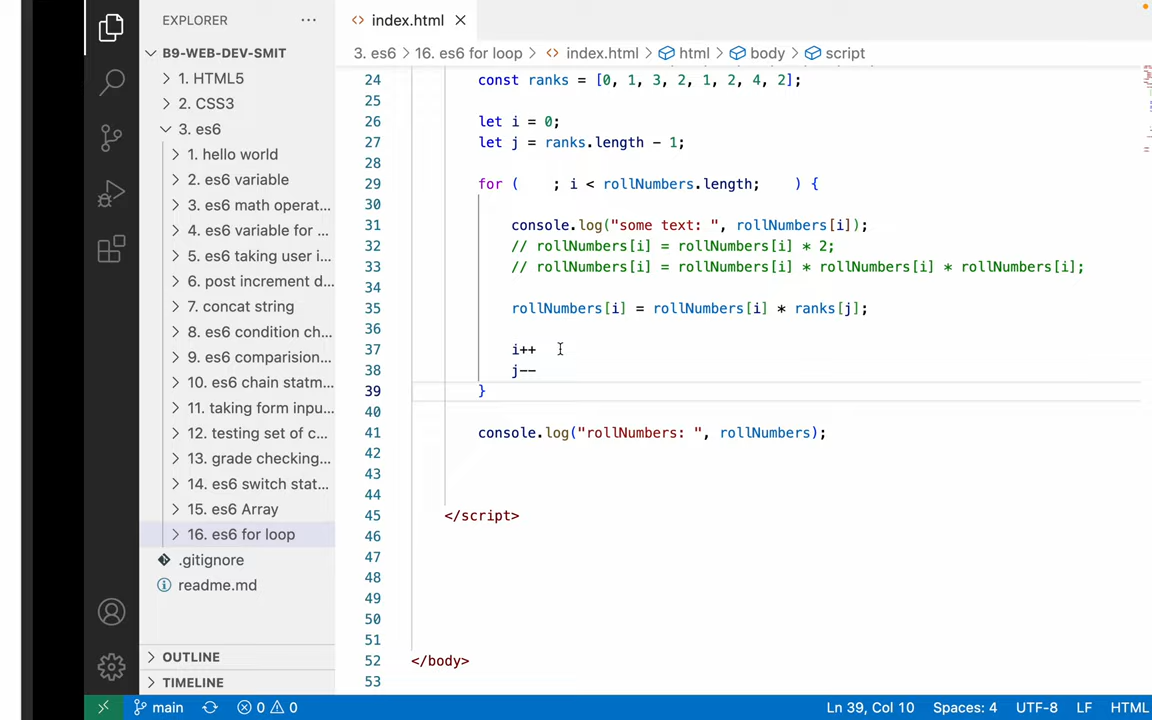 EXPLORER
index.html
B9-WEB-DEV-SMIT
3. es6 > 16. es6 for loop > index.html > html > body > script
1. HTML5
2. CSS3
3. es6
1. hello world
2. es6 variable
3. es6 math operat...
4. es6 variable for ...
5. es6 taking user i...
6. post increment d...
7. concat string
8. es6 condition ch...
9. es6 comparision...
10. es6 chain statm...
11. taking form inpu...
12. testing set of c...
13. grade checking...
14. es6 switch stat...
15. es6 Array
16. es6 for loop
.gitignore
readme.md
OUTLINE
TIMELINE
24 const ranks = [0, 1, 3, 2, 1, 2, 4, 2];
25
26 let i = 0;
27 let j = ranks.length - 1;
28
29 for ( ; i < rollNumbers.length; ) {
30
31 console.log("some text: ", rollNumbers[i]);
32 // rollNumbers[i] = rollNumbers[i] * 2;
33 // rollNumbers[i] = rollNumbers[i] * rollNumbers[i] * rollNumbers[i];
34
35 rollNumbers[i] = rollNumbers[i] * ranks[j];
36
37 i++
38 j--
39 }
40
41 console.log("rollNumbers: ", rollNumbers);
42
43
44
45 </script>
46
47
48
49
50
51
52 </body>
53
main 0 0 Ln 39, Col 10 Spaces: 4 UTF-8 LF HTML